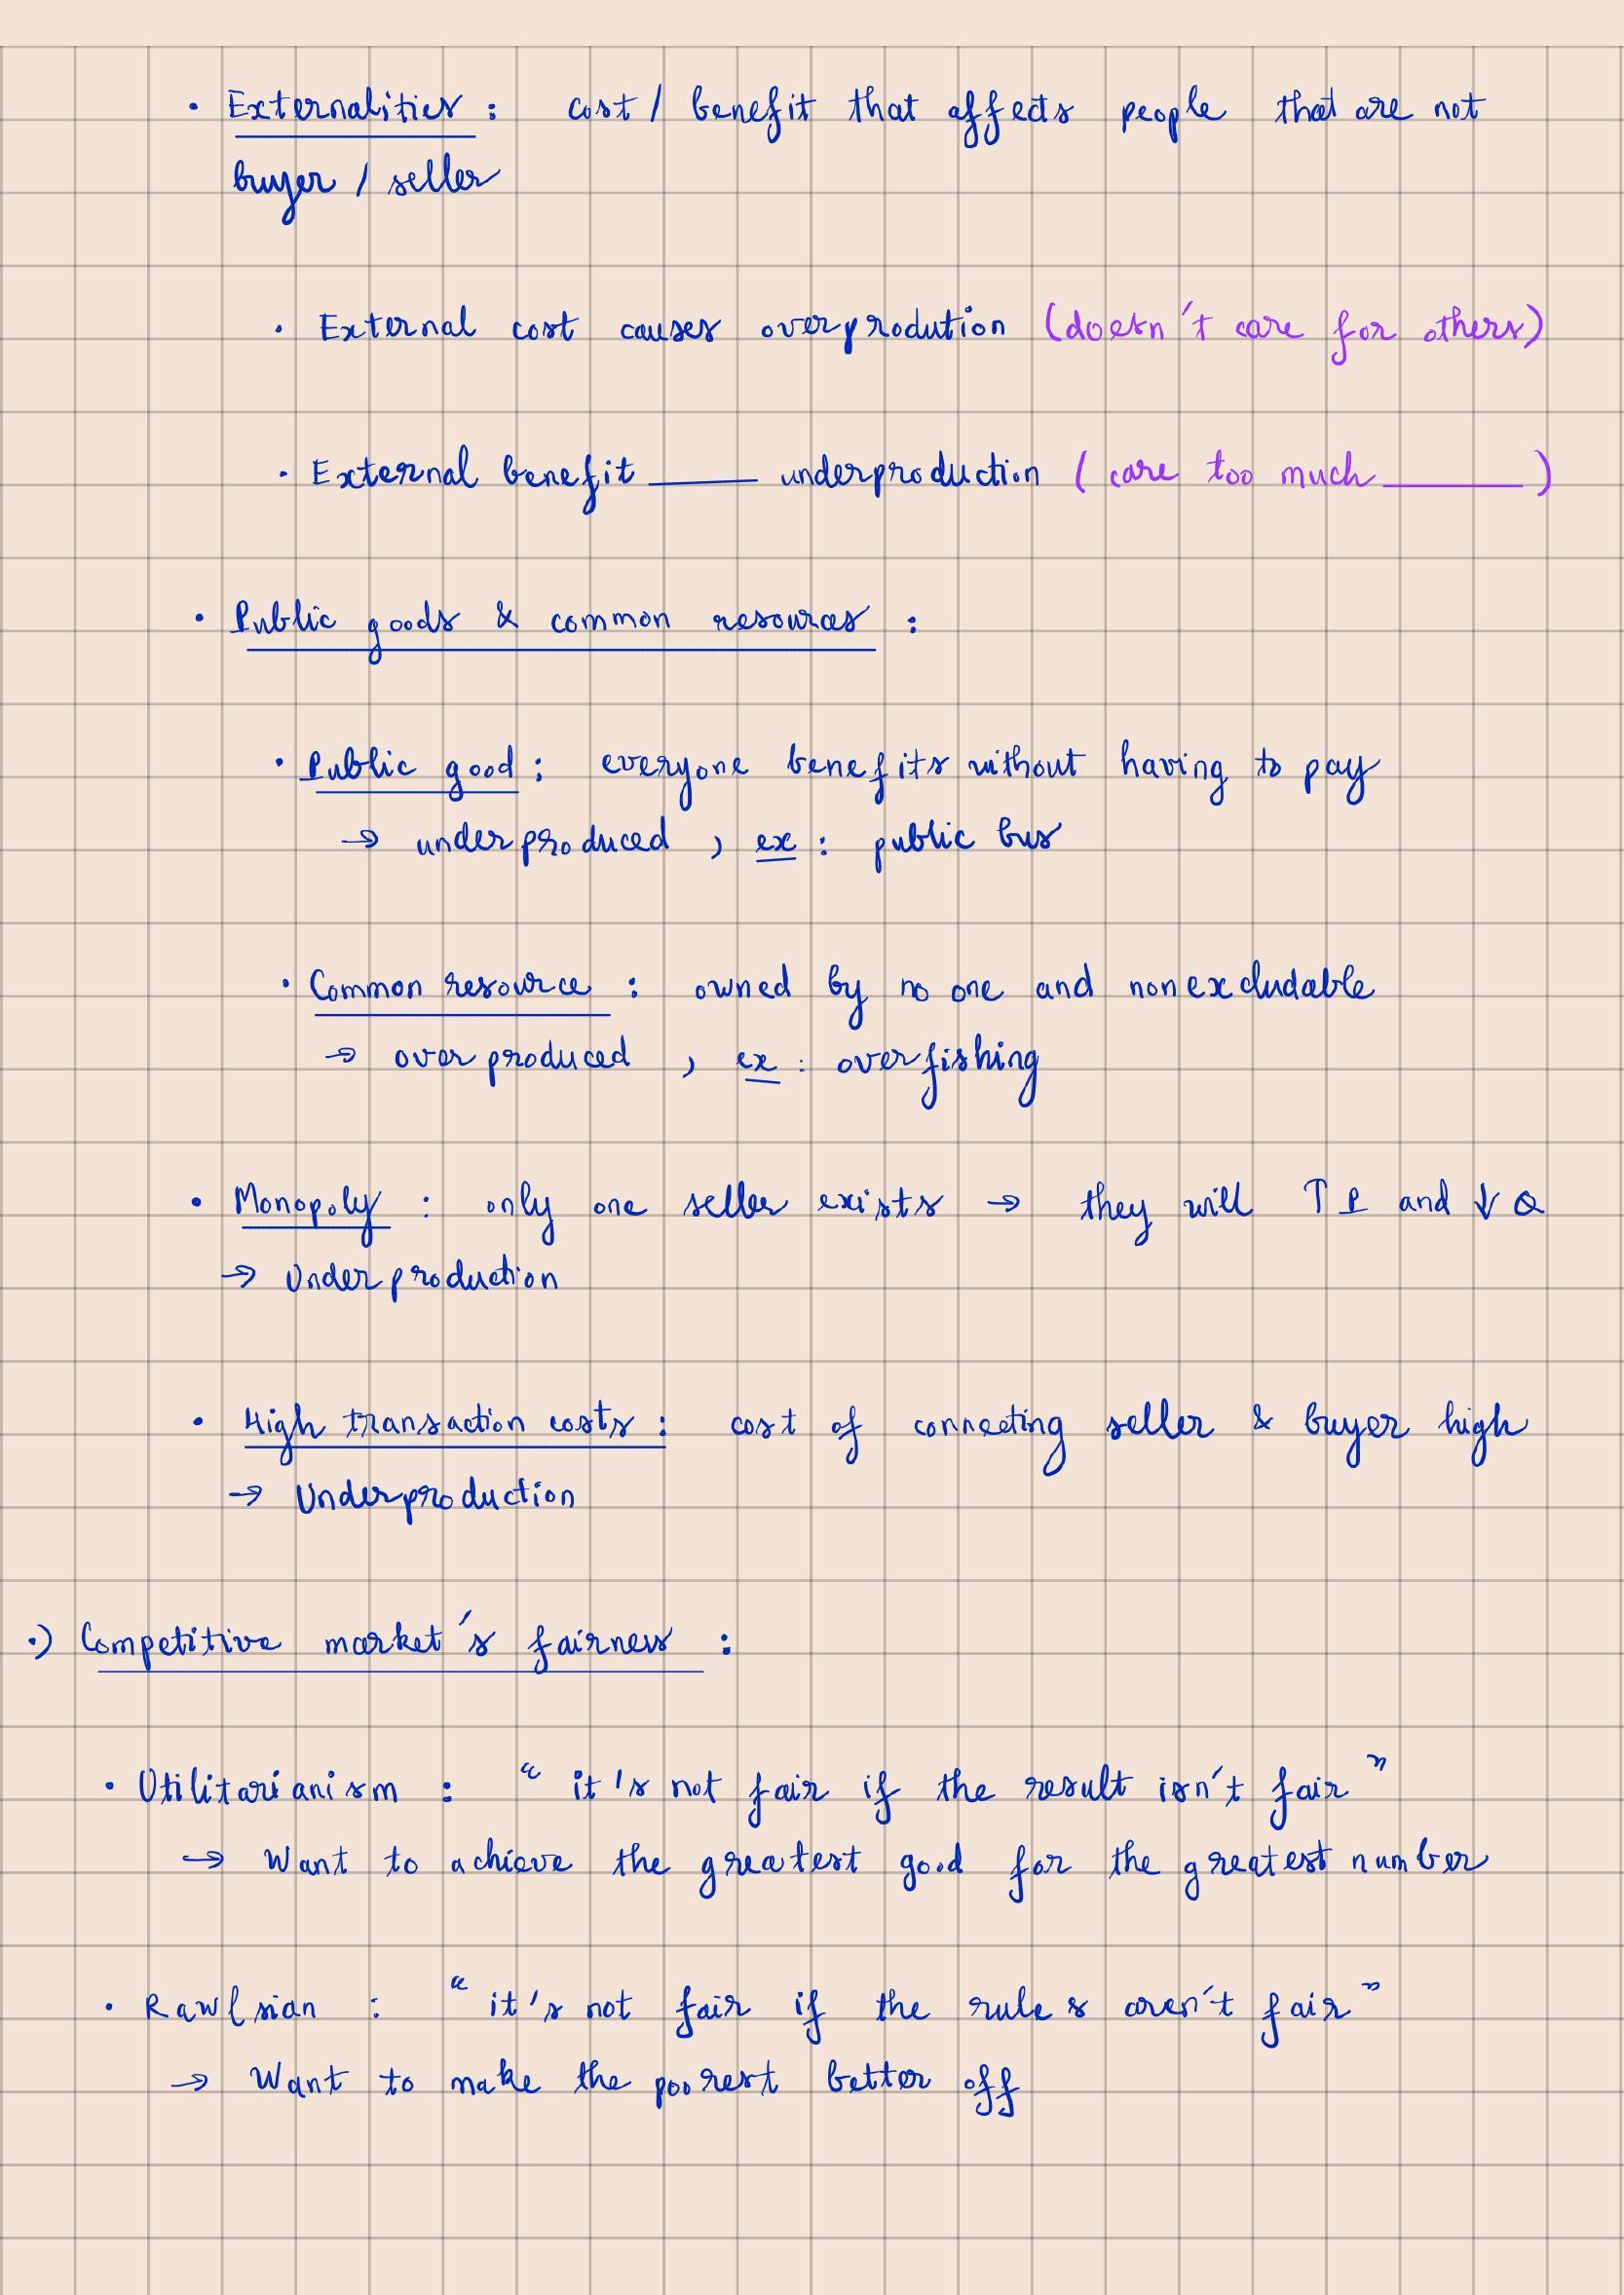 • Externalities : cost / benefit that affects people that are not
buyer / seller
• External cost causes overprodution (doesn't care for others)
• External benefit ____ underproduction ( care too much ____ )
• Public goods & common resources :
• Public good : everyone benefits without having to pay
→ underproduced , ex : public bus
• Common resource : owned by no one and nonexcludable
→ overproduced , ex : overfishing
• Monopoly : only one seller exists → they will ↑ P and ↓ Q
→ Underproduction
• High transaction costs : cost of connecting seller & buyer high
→ Underproduction
•) Competitive market's fairness :
• Utilitarianism : " it's not fair if the result isn't fair "
→ Want to achieve the greatest good for the greatest number
• Rawlsian : " it's not fair if the rules aren't fair "
→ Want to make the poorest better off